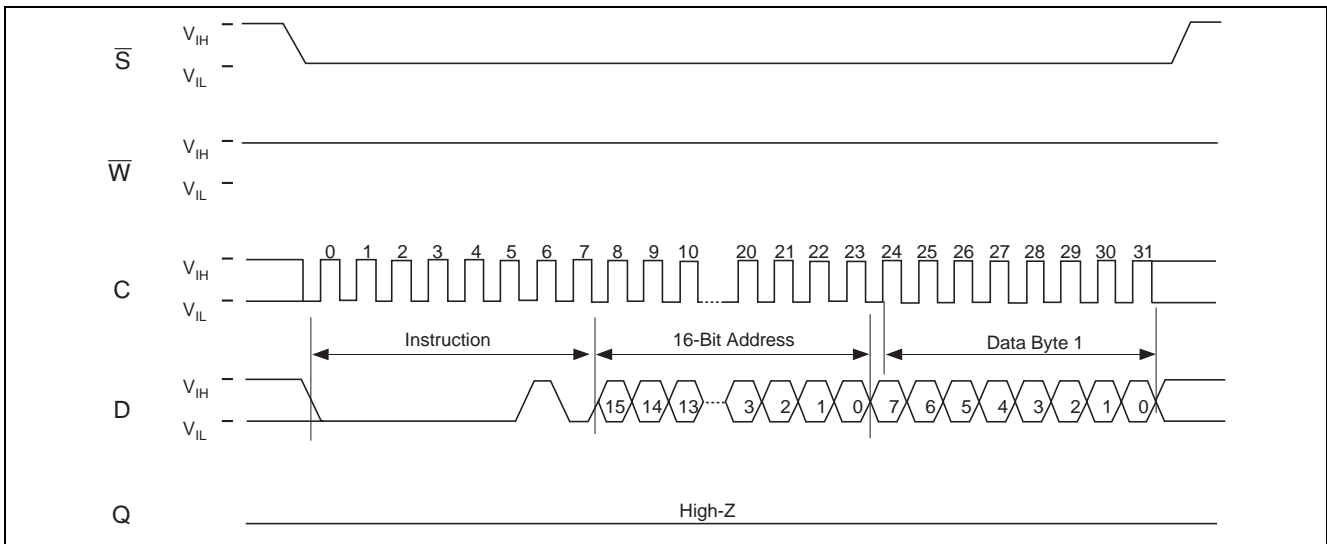 S̅ V_IH
V_IL
W̅ V_IH
V_IL
0 1 2 3 4 5 6 7 8 9 10 20 21 22 23 24 25 26 27 28 29 30 31
C V_IH
V_IL
Instruction 16-Bit Address Data Byte 1
D V_IH
V_IL
15 14 13 3 2 1 0 7 6 5 4 3 2 1 0
Q High-Z